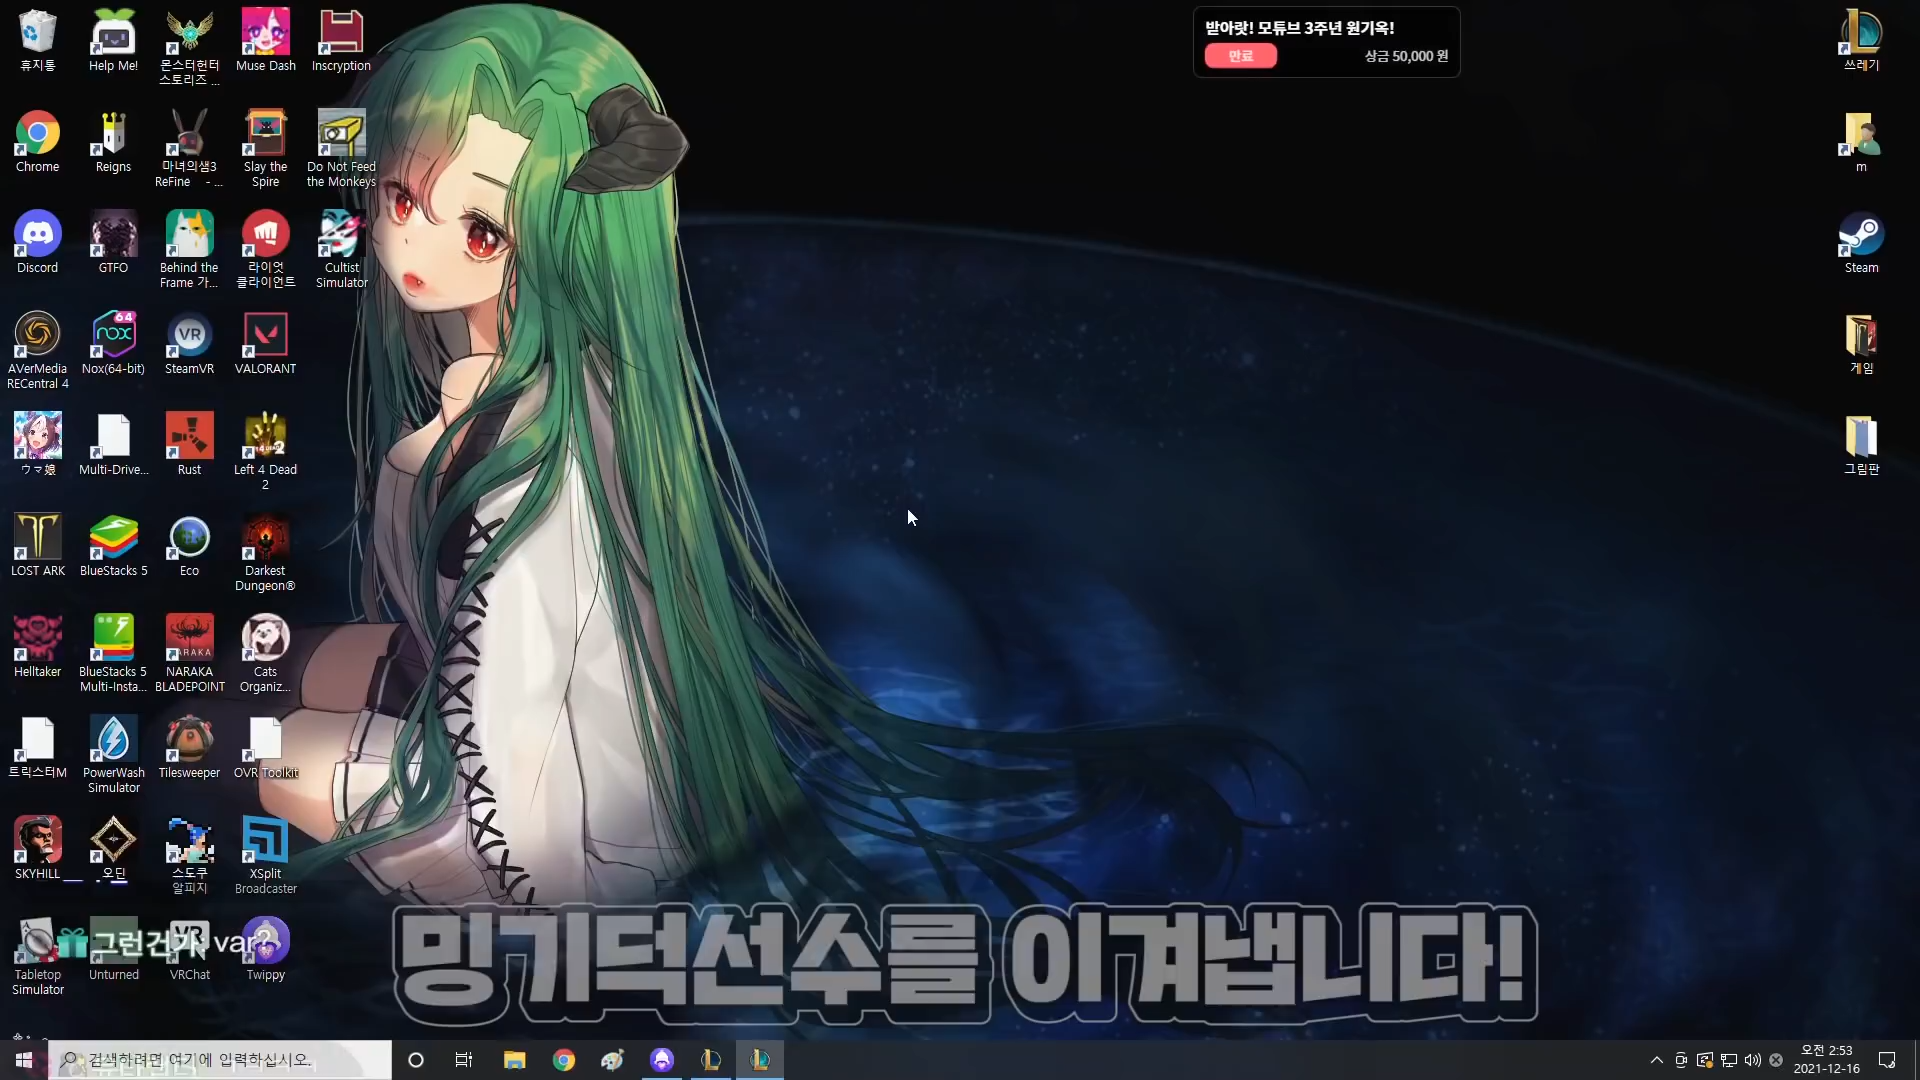 휴지통
Help Me!
몬스터헌터
스토리즈 ...
Muse Dash
Inscryption
Chrome
Reigns
마녀의샘3
ReFine - ...
Slay the
Spire
Do Not Feed
the Monkeys
Discord
GTFO
Behind the
Frame 가...
라이엇
클라이언트
Cultist
Simulator
AVerMedia
RECentral 4
64
nox
Nox(64-bit)
VR
SteamVR
VALORANT
ウマ娘
Multi-Drive...
Rust
Left 4 Dead
2
LOST ARK
BlueStacks 5
Eco
Darkest
Dungeon®
Helltaker
BlueStacks 5
Multi-Insta...
NARAKA
BLADEPOINT
Cats
Organiz...
트릭스터M
PowerWash
Simulator
Tilesweeper
OVR Toolkit
SKYHILL
오딘
스도쿠
알피지
XSplit
Broadcaster
그런건가 var?
Tabletop
Simulator
Unturned
VRChat
Twippy
받아랏! 모튜브 3주년 원기옥!
만료
상금 50,000 원
쓰레기
m
Steam
게임
그림판
밍기덕선수를 이겨냅니다!
검색하려면 여기에 입력하십시오.
오전 2:53
2021-12-16